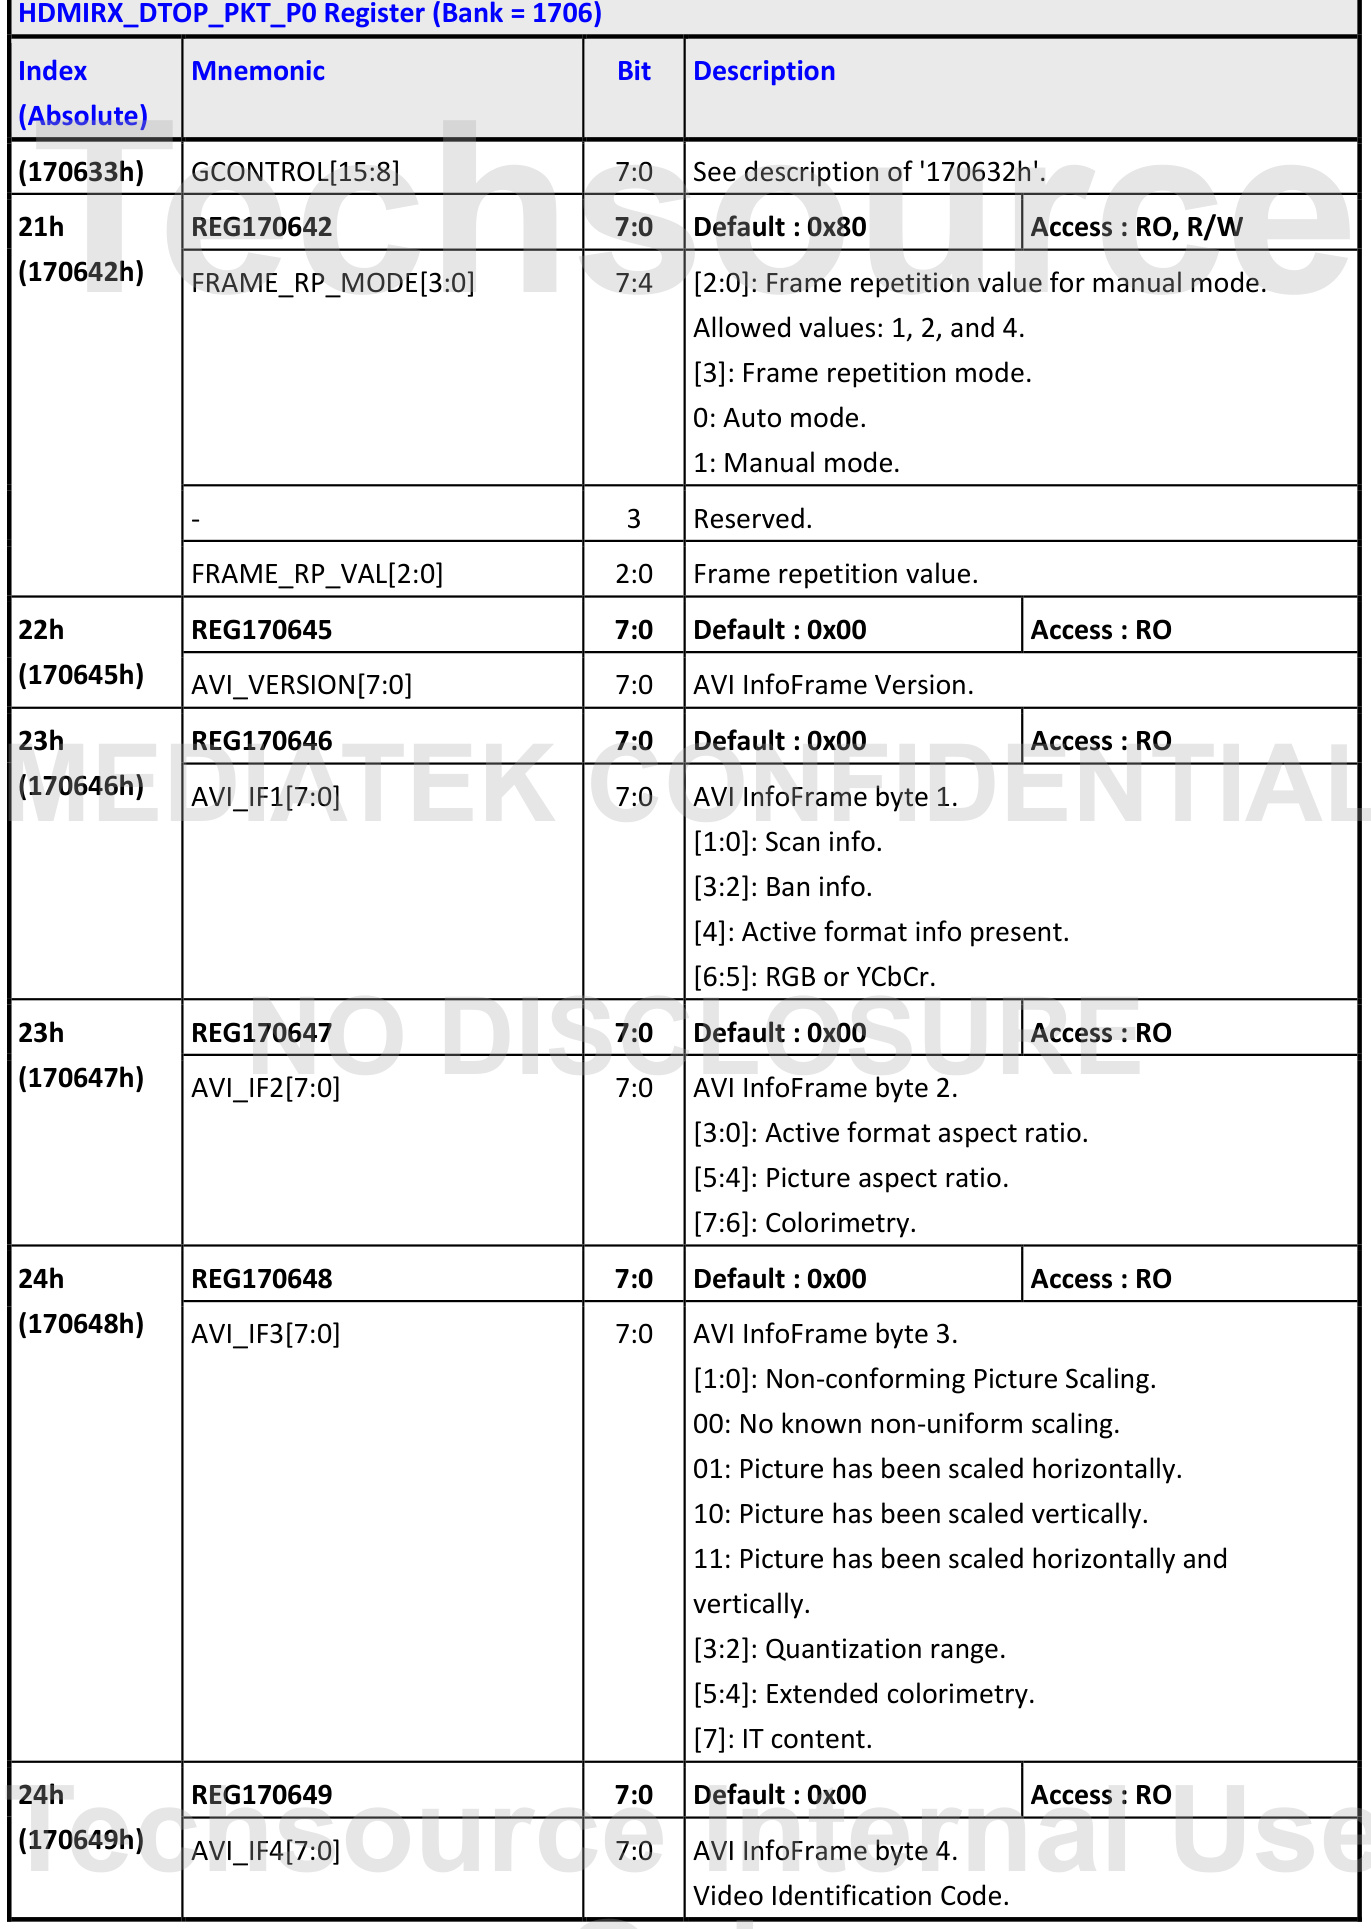 HDMIRX_DTOP_PKT_P0 Register (Bank = 1706)
Index (Absolute) Mnemonic Bit Description
(170633h) GCONTROL[15:8] 7:0 See description of '170632h'.
21h REG170642 7:0 Default : 0x80 Access : RO, R/W
(170642h) FRAME_RP_MODE[3:0] 7:4 [2:0]: Frame repetition value for manual mode.
Allowed values: 1, 2, and 4.
[3]: Frame repetition mode.
0: Auto mode.
1: Manual mode.
- 3 Reserved.
FRAME_RP_VAL[2:0] 2:0 Frame repetition value.
22h REG170645 7:0 Default : 0x00 Access : RO
(170645h) AVI_VERSION[7:0] 7:0 AVI InfoFrame Version.
23h REG170646 7:0 Default : 0x00 Access : RO
(170646h) AVI_IF1[7:0] 7:0 AVI InfoFrame byte 1.
[1:0]: Scan info.
[3:2]: Ban info.
[4]: Active format info present.
[6:5]: RGB or YCbCr.
23h REG170647 7:0 Default : 0x00 Access : RO
(170647h) AVI_IF2[7:0] 7:0 AVI InfoFrame byte 2.
[3:0]: Active format aspect ratio.
[5:4]: Picture aspect ratio.
[7:6]: Colorimetry.
24h REG170648 7:0 Default : 0x00 Access : RO
(170648h) AVI_IF3[7:0] 7:0 AVI InfoFrame byte 3.
[1:0]: Non-conforming Picture Scaling.
00: No known non-uniform scaling.
01: Picture has been scaled horizontally.
10: Picture has been scaled vertically.
11: Picture has been scaled horizontally and
vertically.
[3:2]: Quantization range.
[5:4]: Extended colorimetry.
[7]: IT content.
24h REG170649 7:0 Default : 0x00 Access : RO
(170649h) AVI_IF4[7:0] 7:0 AVI InfoFrame byte 4.
Video Identification Code.
Techsource
MEDIATEK CONFIDENTIAL
NO DISCLOSURE
Techsource Internal Use